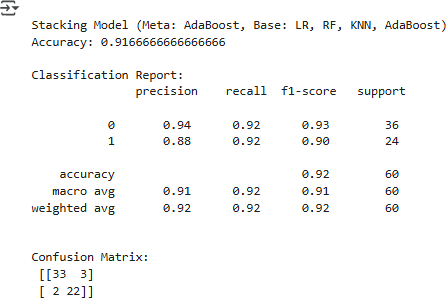 Stacking Model (Meta: AdaBoost, Base: LR, RF, KNN, AdaBoost)
Accuracy: 0.9166666666666666
Classification Report:
precision recall f1-score support
0 0.94 0.92 0.93 36
1 0.88 0.92 0.90 24
accuracy 0.92 60
macro avg 0.91 0.92 0.91 60
weighted avg 0.92 0.92 0.92 60
Confusion Matrix:
[[33 3]
[ 2 22]]